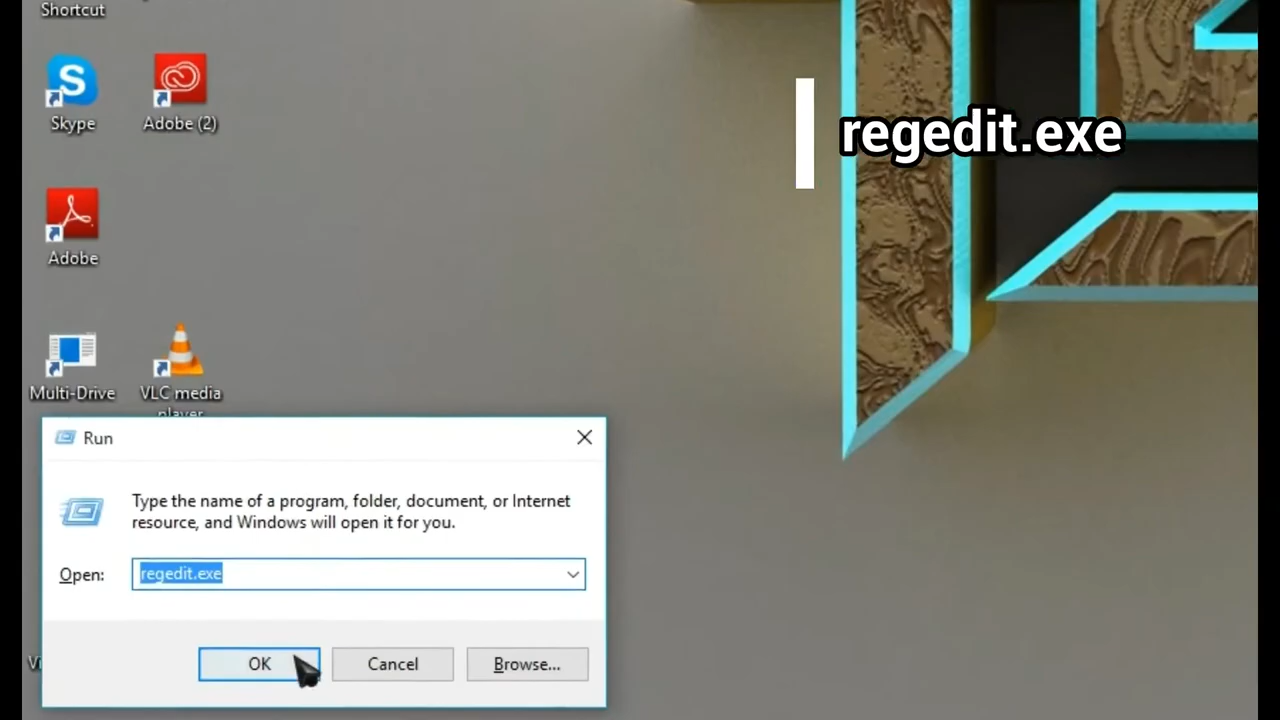 Shortcut
Skype
Adobe (2)
regedit.exe
Adobe
Multi-Drive
VLC media
player
Run
Type the name of a program, folder, document, or Internet
resource, and Windows will open it for you.
Open:
regedit.exe
OK
Cancel
Browse...